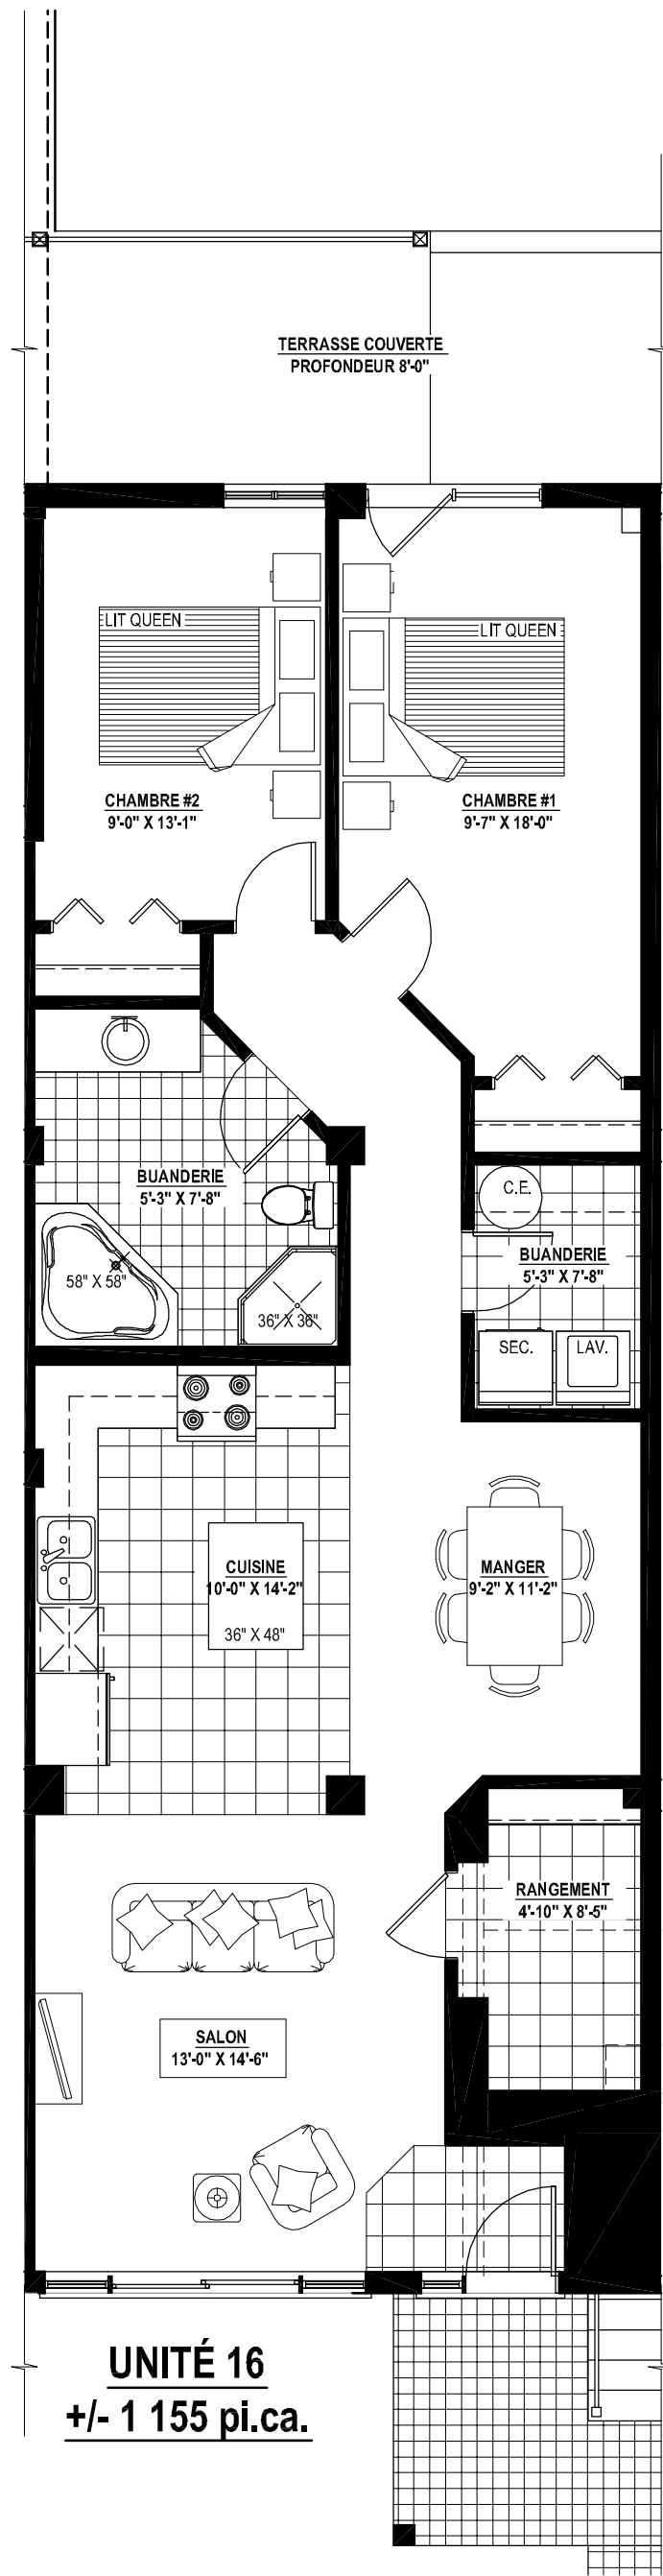 TERRASSE COUVERTE
PROFONDEUR 8'-0"
LIT QUEEN
LIT QUEEN
CHAMBRE #2
9'-0" X 13'-1"
CHAMBRE #1
9'-7" X 18'-0"
BUANDERIE
5'-3" X 7'-8"
C.E.
BUANDERIE
5'-3" X 7'-8"
58" X 58"
36" X 36"
SEC.
LAV.
CUISINE
10'-0" X 14'-2"
36" X 48"
MANGER
9'-2" X 11'-2"
RANGEMENT
4'-10" X 8'-5"
SALON
13'-0" X 14'-6"
UNITÉ 16
+/- 1 155 pi.ca.